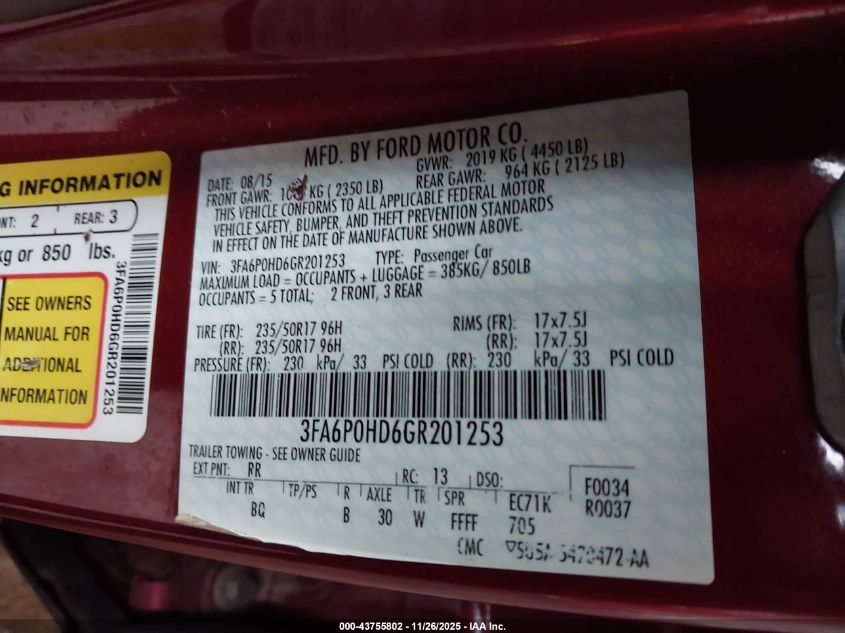 G INFORMATION
NT: 2 REAR: 3
kg or 850 lbs.
SEE OWNERS
MANUAL FOR
ADDITIONAL
INFORMATION
3FA6P0HD6GR201253
MFD. BY FORD MOTOR CO.
DATE: 08/15 GVWR: 2019 KG ( 4450 LB)
FRONT GAWR: KG ( 2350 LB) REAR GAWR: 964 KG ( 2125 LB)
THIS VEHICLE CONFORMS TO ALL APPLICABLE FEDERAL MOTOR
VEHICLE SAFETY, BUMPER, AND THEFT PREVENTION STANDARDS
IN EFFECT ON THE DATE OF MANUFACTURE SHOWN ABOVE.
VIN: 3FA6P0HD6GR201253 TYPE: Passenger Car
MAXIMUM LOAD = OCCUPANTS + LUGGAGE = 385KG/ 850LB
OCCUPANTS = 5 TOTAL; 2 FRONT, 3 REAR
TIRE (FR): 235/50R17 96H RIMS (FR): 17x7.5J
(RR): 235/50R17 96H (RR): 17x7.5J
PRESSURE (FR): 230 kPa/ 33 PSI COLD (RR): 230 kPa/ 33 PSI COLD
3FA6P0HD6GR201253
TRAILER TOWING - SEE OWNER GUIDE
EXT PNT: RR RC: 13 DSO: F0034
INT TR TP/PS R AXLE TR SPR EC71K R0037
BQ B 30 W FFFF 705
CMC
000-43755802 - 11/26/2025 - IAA Inc.